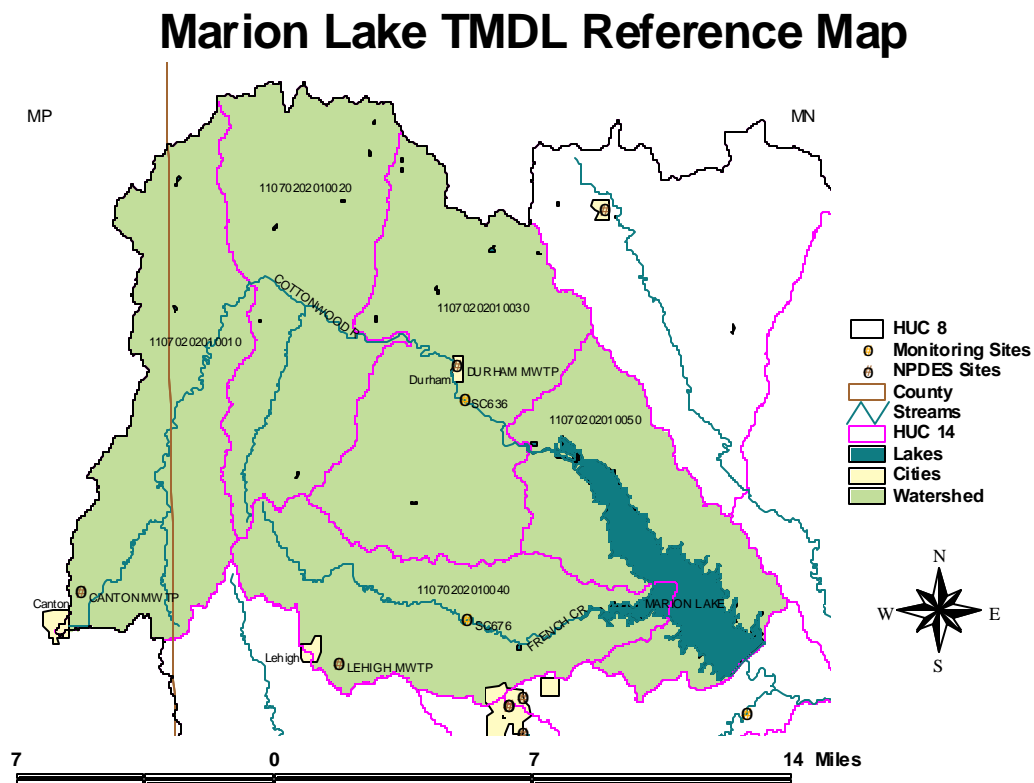 Marion Lake TMDL Reference Map
MP
MN
11070202010020
COTTONWOOD R
11070202010030
11070202010010
DURHAM MWTP
Durham
SC636
11070202010050
HUC 8
Monitoring Sites
NPDES Sites
County
Streams
HUC 14
Lakes
Cities
Watershed
CANTON MWTP
Canton
11070202010040
MARION LAKE
SC676
FRENCH CR
Lehigh
LEHIGH MWTP
N
W
E
S
7 0 7 14 Miles